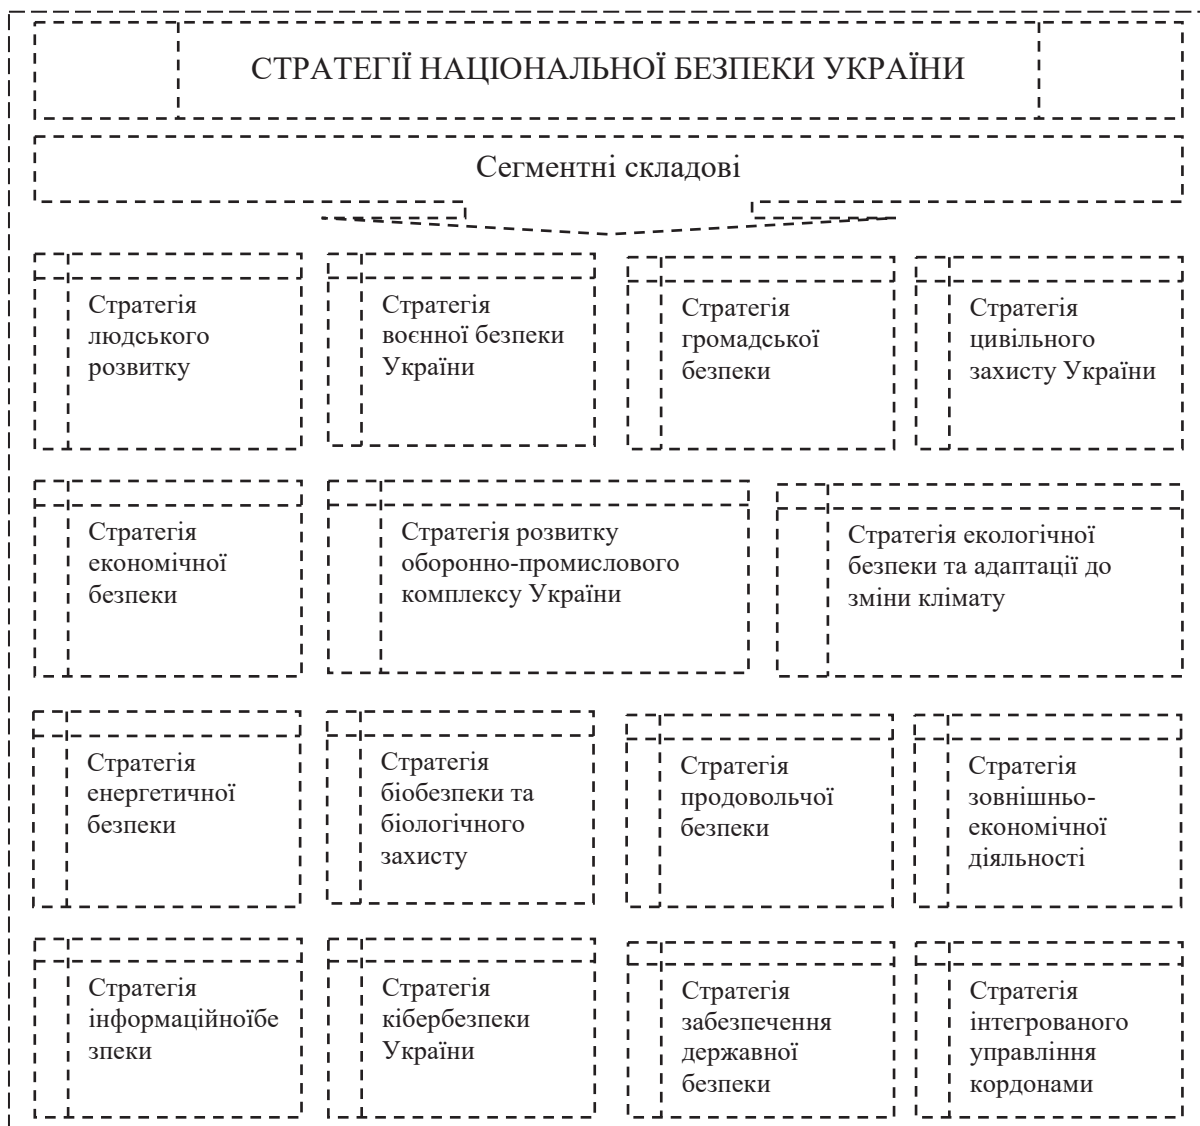 СТРАТЕГІЇ НАЦІОНАЛЬНОЇ БЕЗПЕКИ УКРАЇНИ
Сегментні складові
Стратегія
людського
розвитку
Стратегія
воєнної безпеки
України
Стратегія
громадської
безпеки
Стратегія
цивільного
захисту України
Стратегія
економічної
безпеки
Стратегія розвитку
оборонно-промислового
комплексу України
Стратегія екологічної
безпеки та адаптації до
зміни клімату
Стратегія
енергетичної
безпеки
Стратегія
біобезпеки та
біологічного
захисту
Стратегія
продовольчої
безпеки
Стратегія
зовнішньо-
економічної
діяльності
Стратегія
інформаційноїбе
зпеки
Стратегія
кібербезпеки
України
Стратегія
забезпечення
державної
безпеки
Стратегія
інтегрованого
управління
кордонами